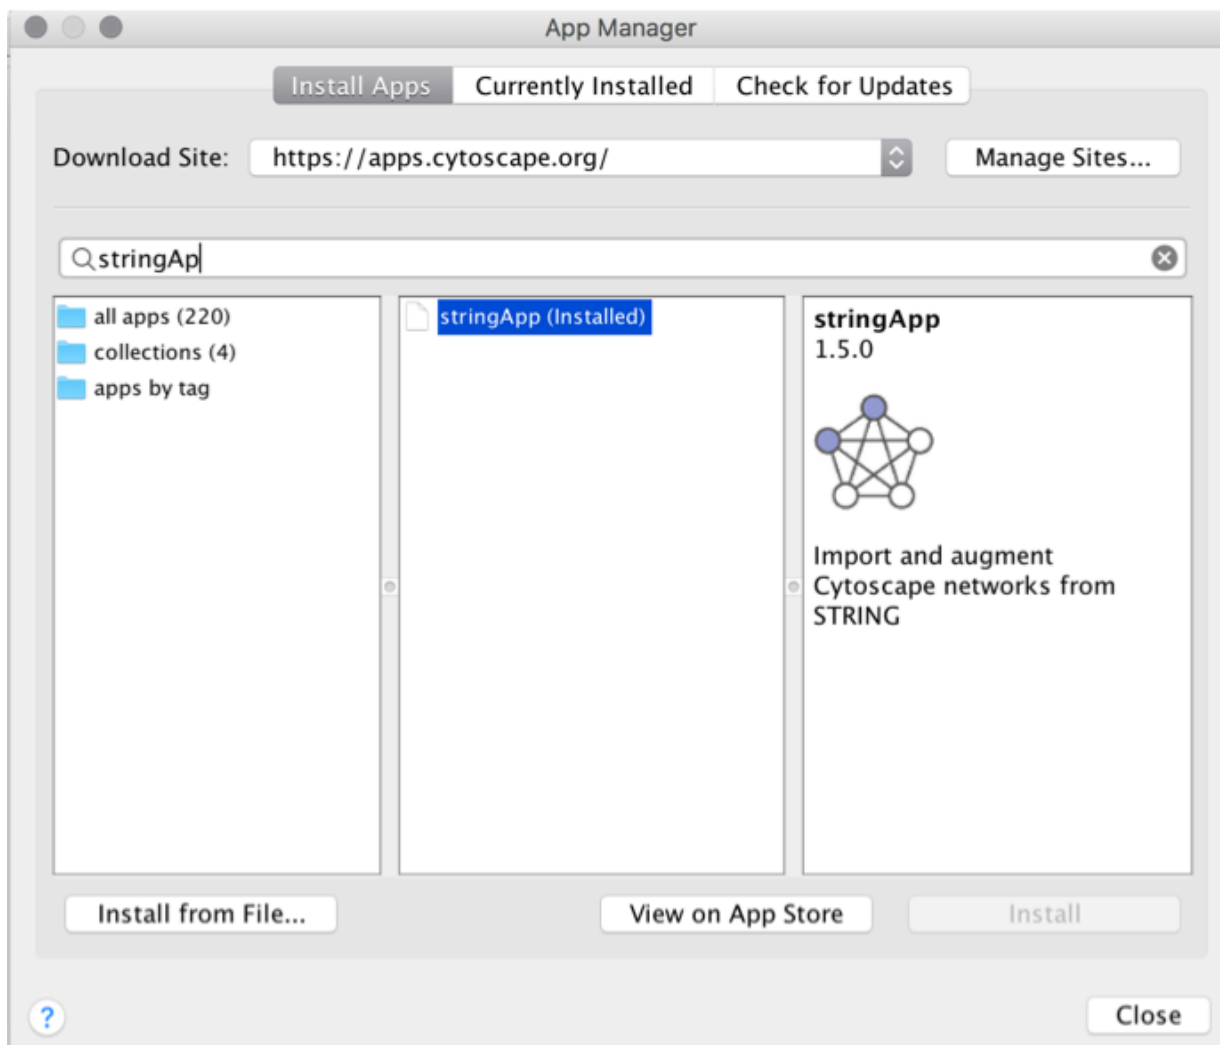 App Manager
Install Apps Currently Installed Check for Updates
Download Site: https://apps.cytoscape.org/ Manage Sites...
stringAp
all apps (220)
collections (4)
apps by tag
stringApp (Installed)
stringApp
1.5.0
Import and augment
Cytoscape networks from
STRING
Install from File... View on App Store Install
? Close